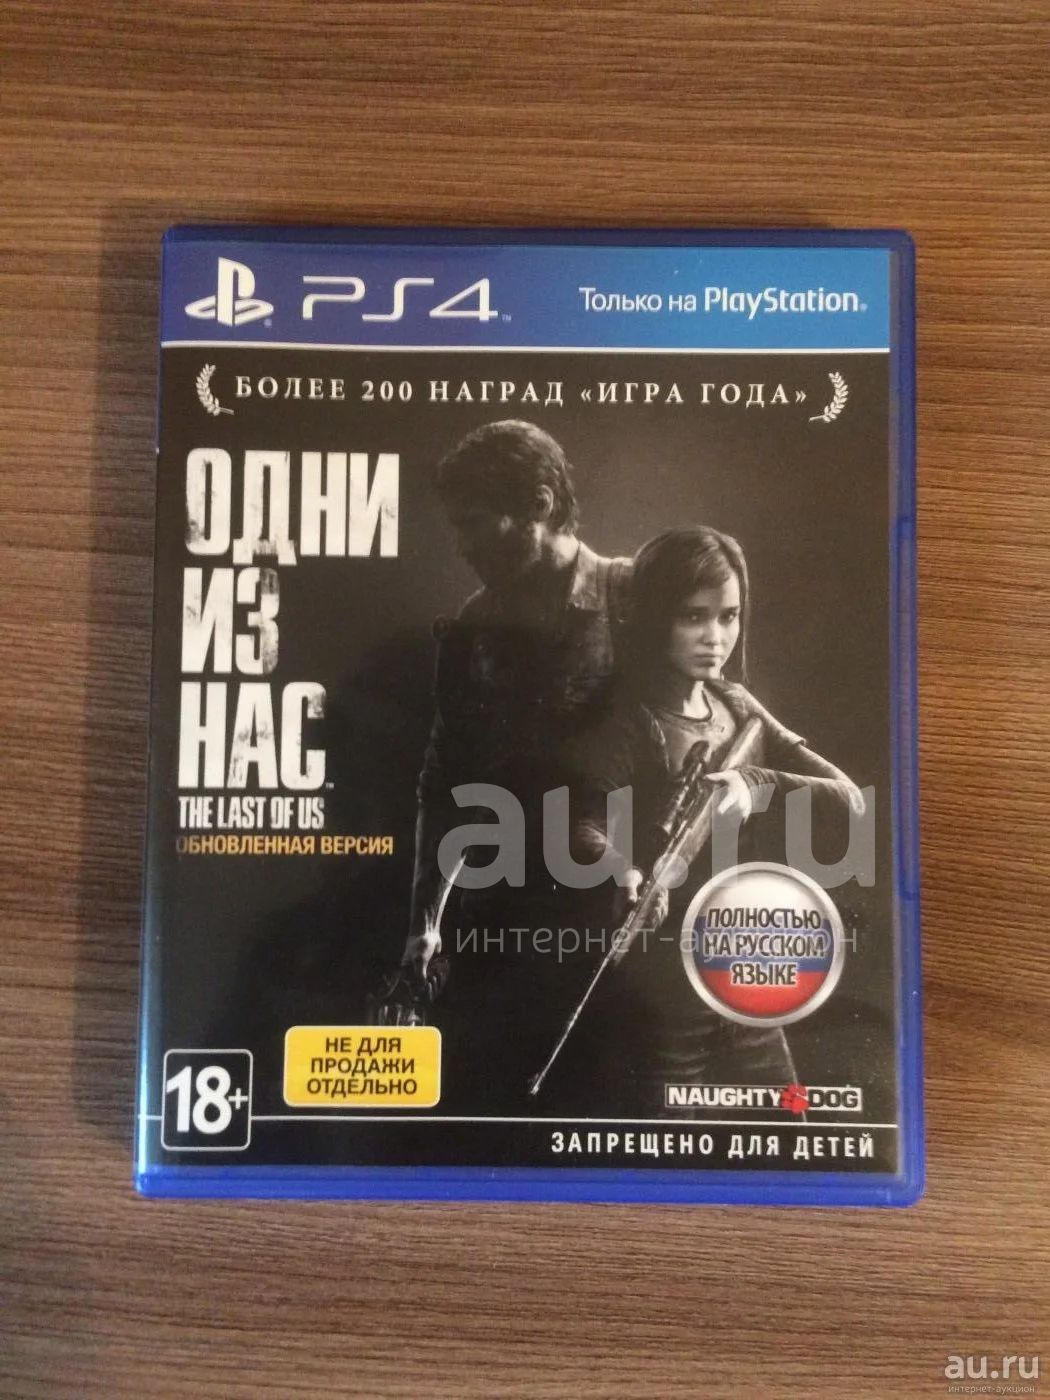 PS4
Только на PlayStation
БОЛЕЕ 200 НАГРАД «ИГРА ГОДА»
ОДНИ
ИЗ
НАС
THE LAST OF US
ОБНОВЛЕННАЯ ВЕРСИЯ
au.ru
интернет-аукцион
ПОЛНОСТЬЮ
НА РУССКОМ
ЯЗЫКЕ
НЕ ДЛЯ
ПРОДАЖИ
ОТДЕЛЬНО
18+
NAUGHTY DOG
ЗАПРЕЩЕНО ДЛЯ ДЕТЕЙ
au.ru
интернет-аукцион